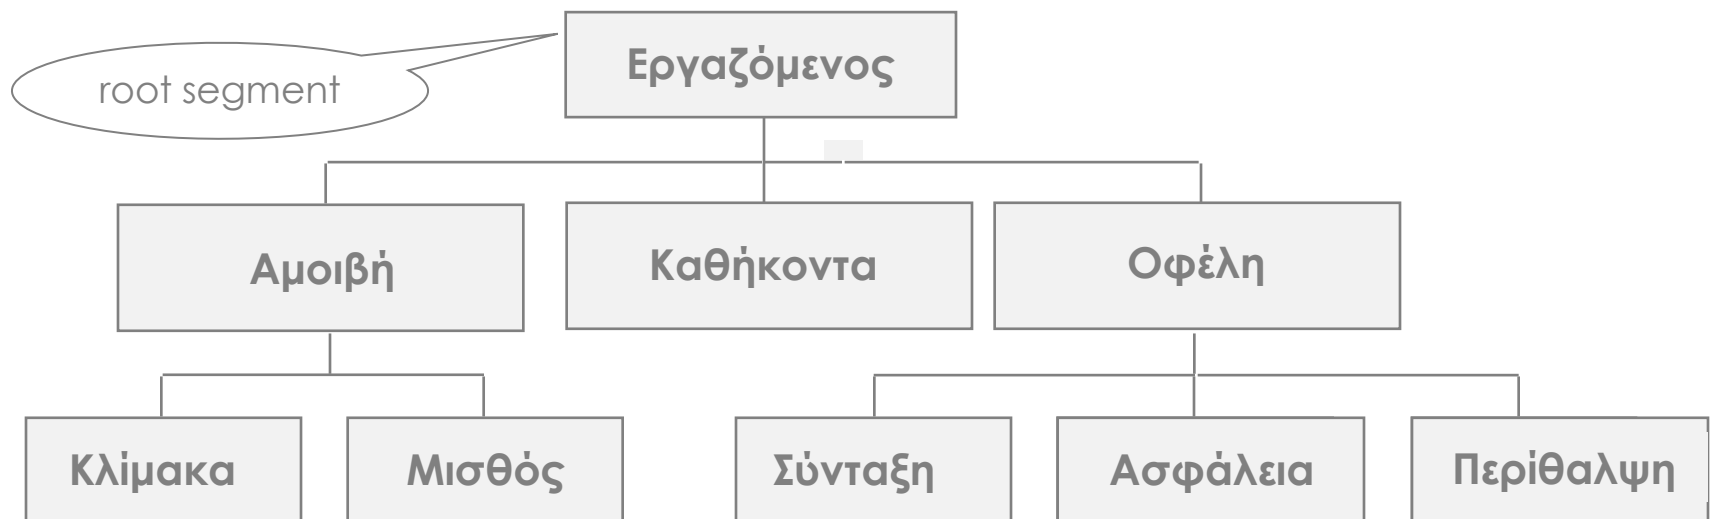 Εργαζόμενος
root segment
Αμοιβή
Καθήκοντα
Οφέλη
Κλίμακα
Μισθός
Σύνταξη
Ασφάλεια
Περίθαλψη